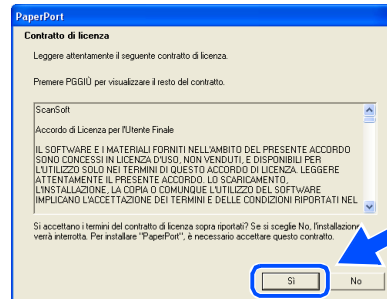 PaperPort
Contratto di licenza
Leggere attentamente il seguente contratto di licenza.
Premere PGGIÙ per visualizzare il resto del contratto.
ScanSoft
Accordo di Licenza per l'Utente Finale
IL SOFTWARE E I MATERIALI FORNITI NELL'AMBITO DEL PRESENTE ACCORDO
SONO CONCESSI IN LICENZA D'USO, NON VENDUTI, E DISPONIBILI PER
L'UTILIZZO SOLO NEI TERMINI DI QUESTO ACCORDO DI LICENZA. LEGGERE
ATTENTAMENTE IL PRESENTE ACCORDO. LO SCARICAMENTO,
L'INSTALLAZIONE, LA COPIA O COMUNQUE L'UTILIZZO DEL SOFTWARE
IMPLICANO L'ACCETTAZIONE DEI TERMINI E DELLE CONDIZIONI RIPORTATI NEL
Si accettano i termini del contratto di licenza sopra riportati? Se si sceglie No, l'installazione
verrà interrotta. Per installare "PaperPort", è necessario accettare questo contratto.
Sì
No